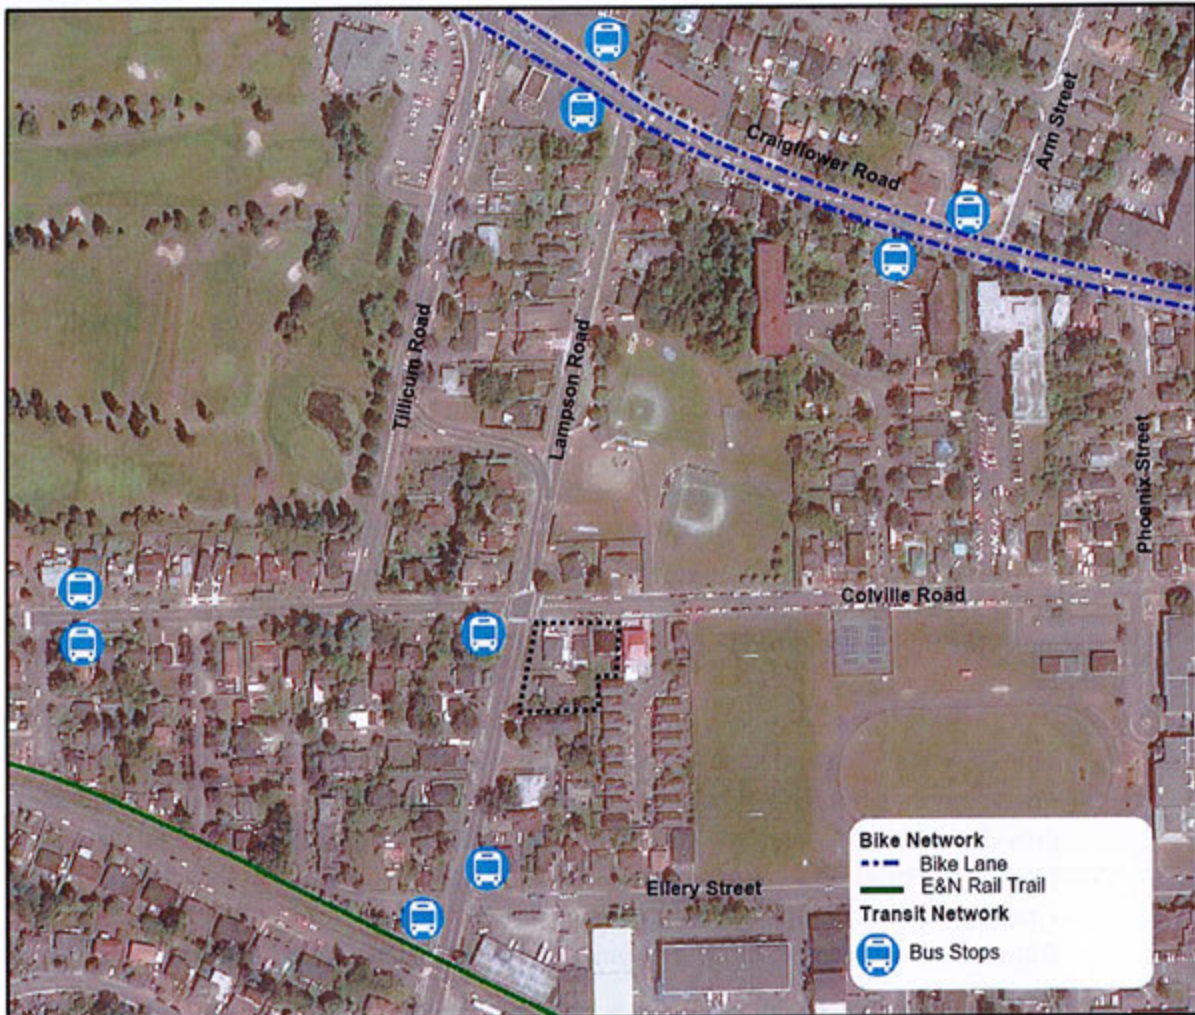 Craigflower Road
Arm Street
Tillicum Road
Lampson Road
Phoenix Street
Colville Road
Ellery Street
Bike Network
Bike Lane
E&N Rail Trail
Transit Network
Bus Stops